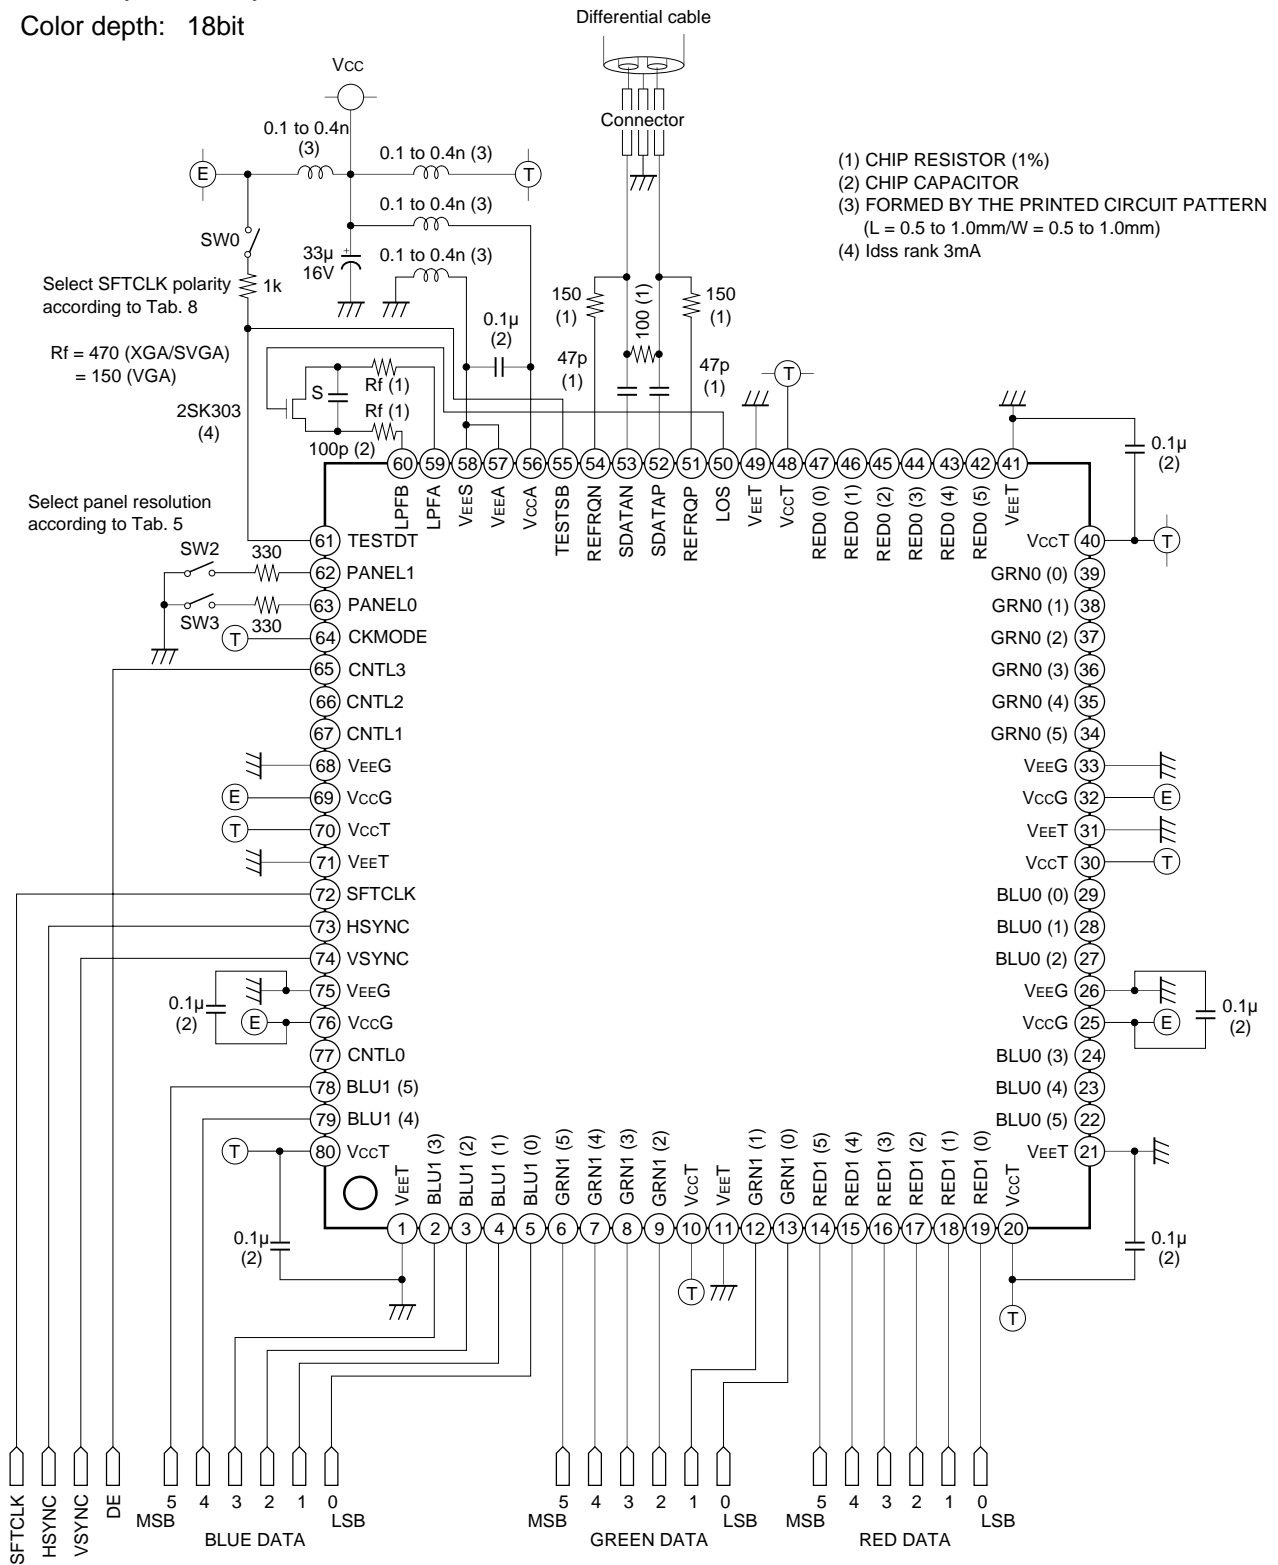 Color depth: 18bit
Differential cable
Vcc
Connector
0.1 to 0.4n
(3)
0.1 to 0.4n (3)
E
T
0.1 to 0.4n (3)
SW0
33µ
16V
+
0.1 to 0.4n (3)
(1) CHIP RESISTOR (1%)
(2) CHIP CAPACITOR
(3) FORMED BY THE PRINTED CIRCUIT PATTERN
(L = 0.5 to 1.0mm/W = 0.5 to 1.0mm)
(4) Idss rank 3mA
Select SFTCLK polarity
according to Tab. 8
1k
150
(1)
100 (1)
150
(1)
0.1µ
(2)
Rf = 470 (XGA/SVGA)
= 150 (VGA)
47p
(1)
47p
(1)
T
S
Rf (1)
Rf (1)
2SK303
(4)
100p (2)
0.1µ
(2)
60 59 58 57 56 55 54 53 52 51 50 49 48 47 46 45 44 43 42 41
LPFB
LPFA
VEES
VEEA
VccA
TESTSB
REFRQN
SDATAN
SDATAP
REFRQP
LOS
VEET
VccT
RED0 (0)
RED0 (1)
RED0 (2)
RED0 (3)
RED0 (4)
RED0 (5)
VEET
Select panel resolution
according to Tab. 5
61 TESTDT
SW2 330
62 PANEL1
63 PANEL0
SW3 330
T 64 CKMODE
65 CNTL3
66 CNTL2
67 CNTL1
68 VEEG
E 69 VccG
T 70 VccT
71 VEET
72 SFTCLK
73 HSYNC
74 VSYNC
75 VEEG
0.1µ
(2)
E 76 VccG
77 CNTL0
78 BLU1 (5)
79 BLU1 (4)
T 80 VccT
VccT 40 T
GRN0 (0) 39
GRN0 (1) 38
GRN0 (2) 37
GRN0 (3) 36
GRN0 (4) 35
GRN0 (5) 34
VEEG 33
VccG 32 E
VEET 31
VccT 30 T
BLU0 (0) 29
BLU0 (1) 28
BLU0 (2) 27
VEEG 26
0.1µ
(2)
VccG 25 E
BLU0 (3) 24
BLU0 (4) 23
BLU0 (5) 22
VEET 21
VEET
BLU1 (3)
BLU1 (2)
BLU1 (1)
BLU1 (0)
GRN1 (5)
GRN1 (4)
GRN1 (3)
GRN1 (2)
VccT
VEET
GRN1 (1)
GRN1 (0)
RED1 (5)
RED1 (4)
RED1 (3)
RED1 (2)
RED1 (1)
RED1 (0)
VccT
1 2 3 4 5 6 7 8 9 10 11 12 13 14 15 16 17 18 19 20
0.1µ
(2)
0.1µ
(2)
T
T
SFTCLK
HSYNC
VSYNC
DE
5 4 3 2 1 0
MSB LSB
BLUE DATA
5 4 3 2 1 0
MSB LSB
GREEN DATA
5 4 3 2 1 0
MSB LSB
RED DATA